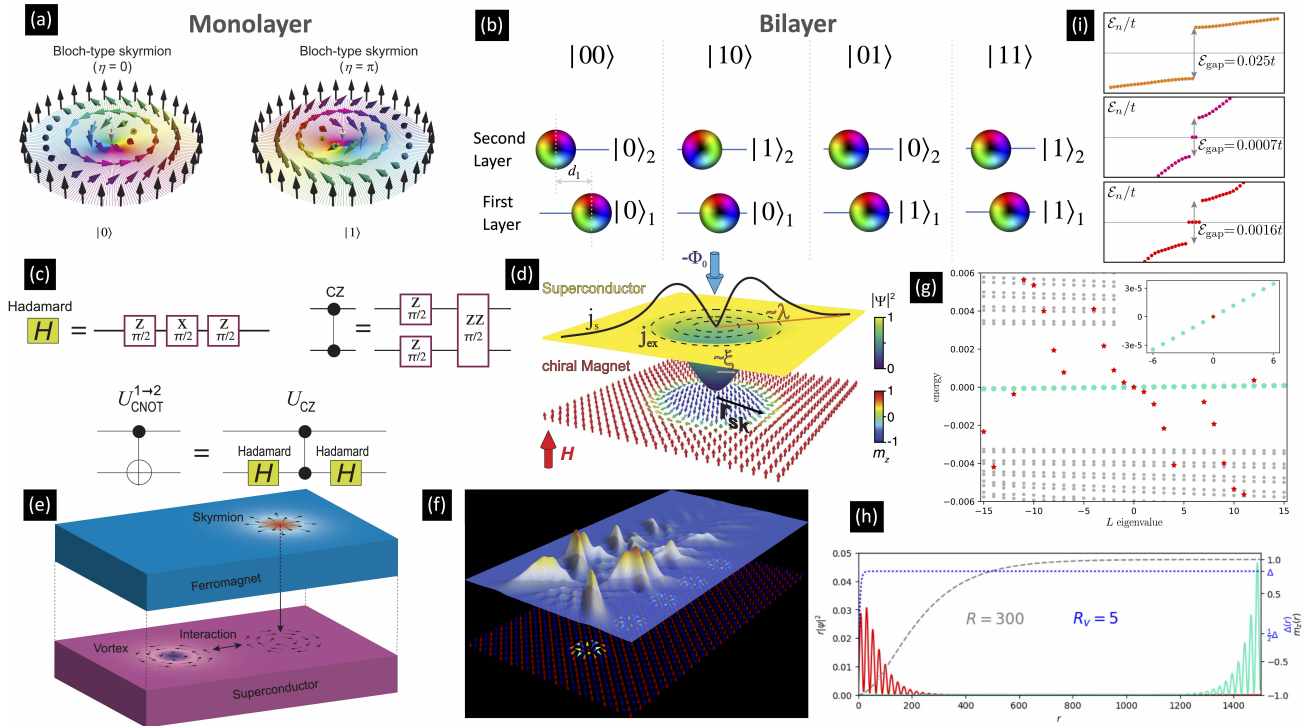 (a)
Monolayer
Bloch-type skyrmion
(η = 0)
Bloch-type skyrmion
(η = π)
|0⟩
|1⟩
(b)
Bilayer
|00⟩
|10⟩
|01⟩
|11⟩
Second
Layer
|0⟩₂
|1⟩₂
|0⟩₂
|1⟩₂
d₁
First
Layer
|0⟩₁
|0⟩₁
|1⟩₁
|1⟩₁
(i)
ℰₙ/t
ℰgap=0.025t
ℰₙ/t
ℰgap=0.0007t
ℰₙ/t
ℰgap=0.0016t
(c)
Hadamard
H
=
Z
π/2
X
π/2
Z
π/2
CZ
=
Z
π/2
Z
π/2
ZZ
π/2
U¹→²CNOT
UCZ
=
Hadamard
H
Hadamard
H
(d)
-Φ₀
Superconductor
jₛ
jₑₓ
~λ
~ξ
|Ψ|²
1
0
chiral Magnet
rsk
H
1
0
-1
m_z
(g)
0.006
0.004
0.002
0.000
−0.002
−0.004
−0.006
energy
−15
−10
−5
0
5
10
15
L eigenvalue
3e-5
0
-3e-5
−6
0
6
(e)
Skyrmion
Ferromagnet
Interaction
Vortex
Superconductor
(f)
(h)
0.05
0.04
0.03
0.02
0.01
0.00
r|ψ|²
R = 300
Rᵥ = 5
0
200
400
600
800
1000
1200
1400
r
Δ
½Δ
Δ(r)
1.0
0.5
0.0
−0.5
−1.0
m_z(r)